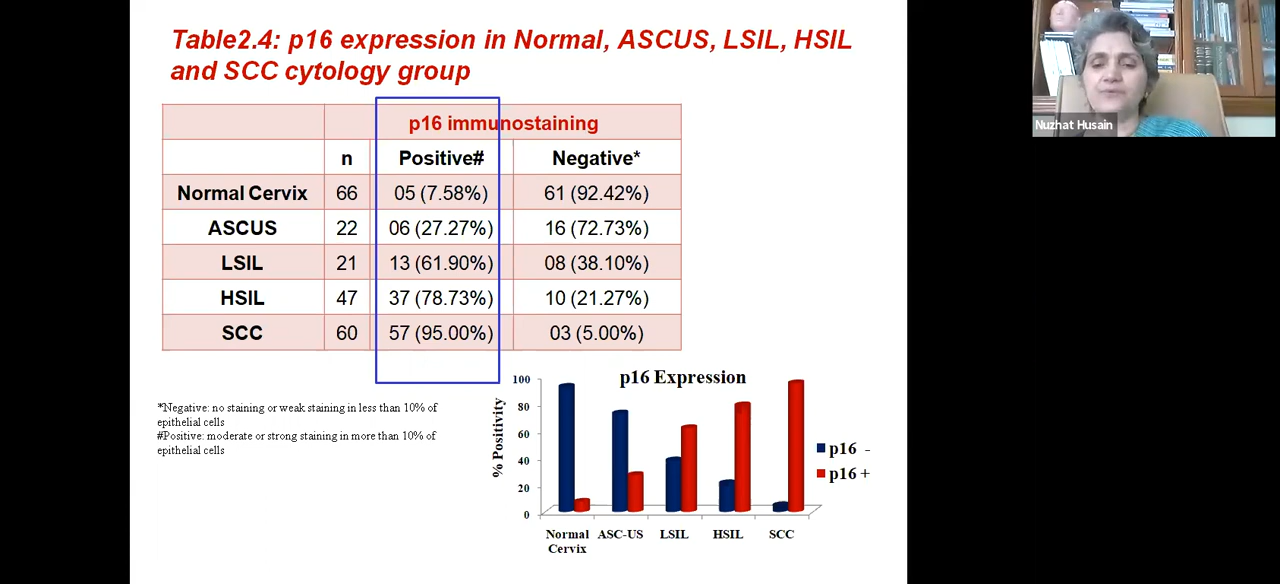 Table2.4: p16 expression in Normal, ASCUS, LSIL, HSIL
and SCC cytology group
p16 immunostaining
n Positive# Negative*
Normal Cervix 66 05 (7.58%) 61 (92.42%)
ASCUS 22 06 (27.27%) 16 (72.73%)
LSIL 21 13 (61.90%) 08 (38.10%)
HSIL 47 37 (78.73%) 10 (21.27%)
SCC 60 57 (95.00%) 03 (5.00%)
*Negative: no staining or weak staining in less than 10% of
epithelial cells
#Positive: moderate or strong staining in more than 10% of
epithelial cells
p16 Expression
% Positivity
100
80
60
40
20
0
Normal Cervix
ASC-US
LSIL
HSIL
SCC
p16 -
p16 +
Nuzhat Husain